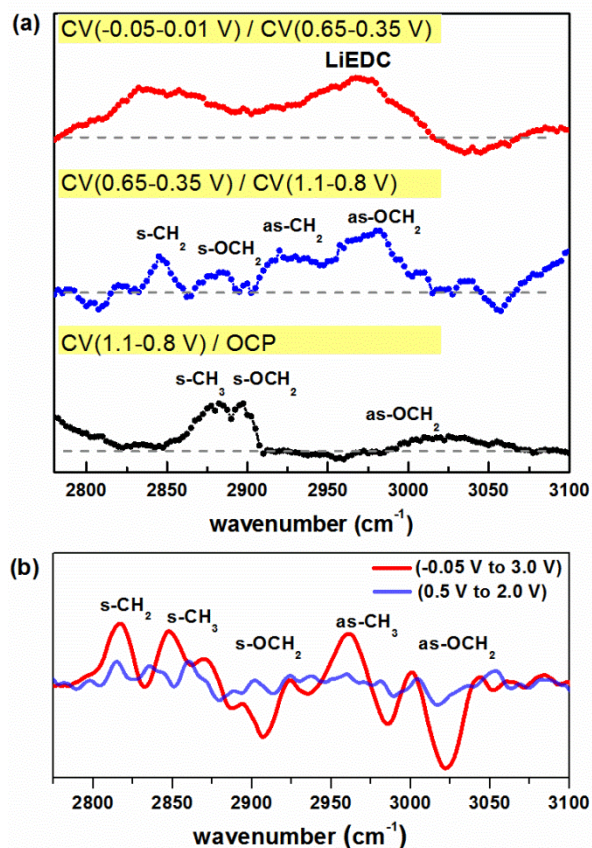 (a)
CV(-0.05-0.01 V) / CV(0.65-0.35 V)
LiEDC
CV(0.65-0.35 V) / CV(1.1-0.8 V)
s-CH₂ s-OCH₂ as-CH₂ as-OCH₂
CV(1.1-0.8 V) / OCP
s-CH₃ s-OCH₂ as-OCH₂
2800 2850 2900 2950 3000 3050 3100
wavenumber (cm⁻¹)
(b)
(-0.05 V to 3.0 V)
(0.5 V to 2.0 V)
s-CH₂ s-CH₃ s-OCH₂ as-CH₃ as-OCH₂
2800 2850 2900 2950 3000 3050 3100
wavenumber (cm⁻¹)